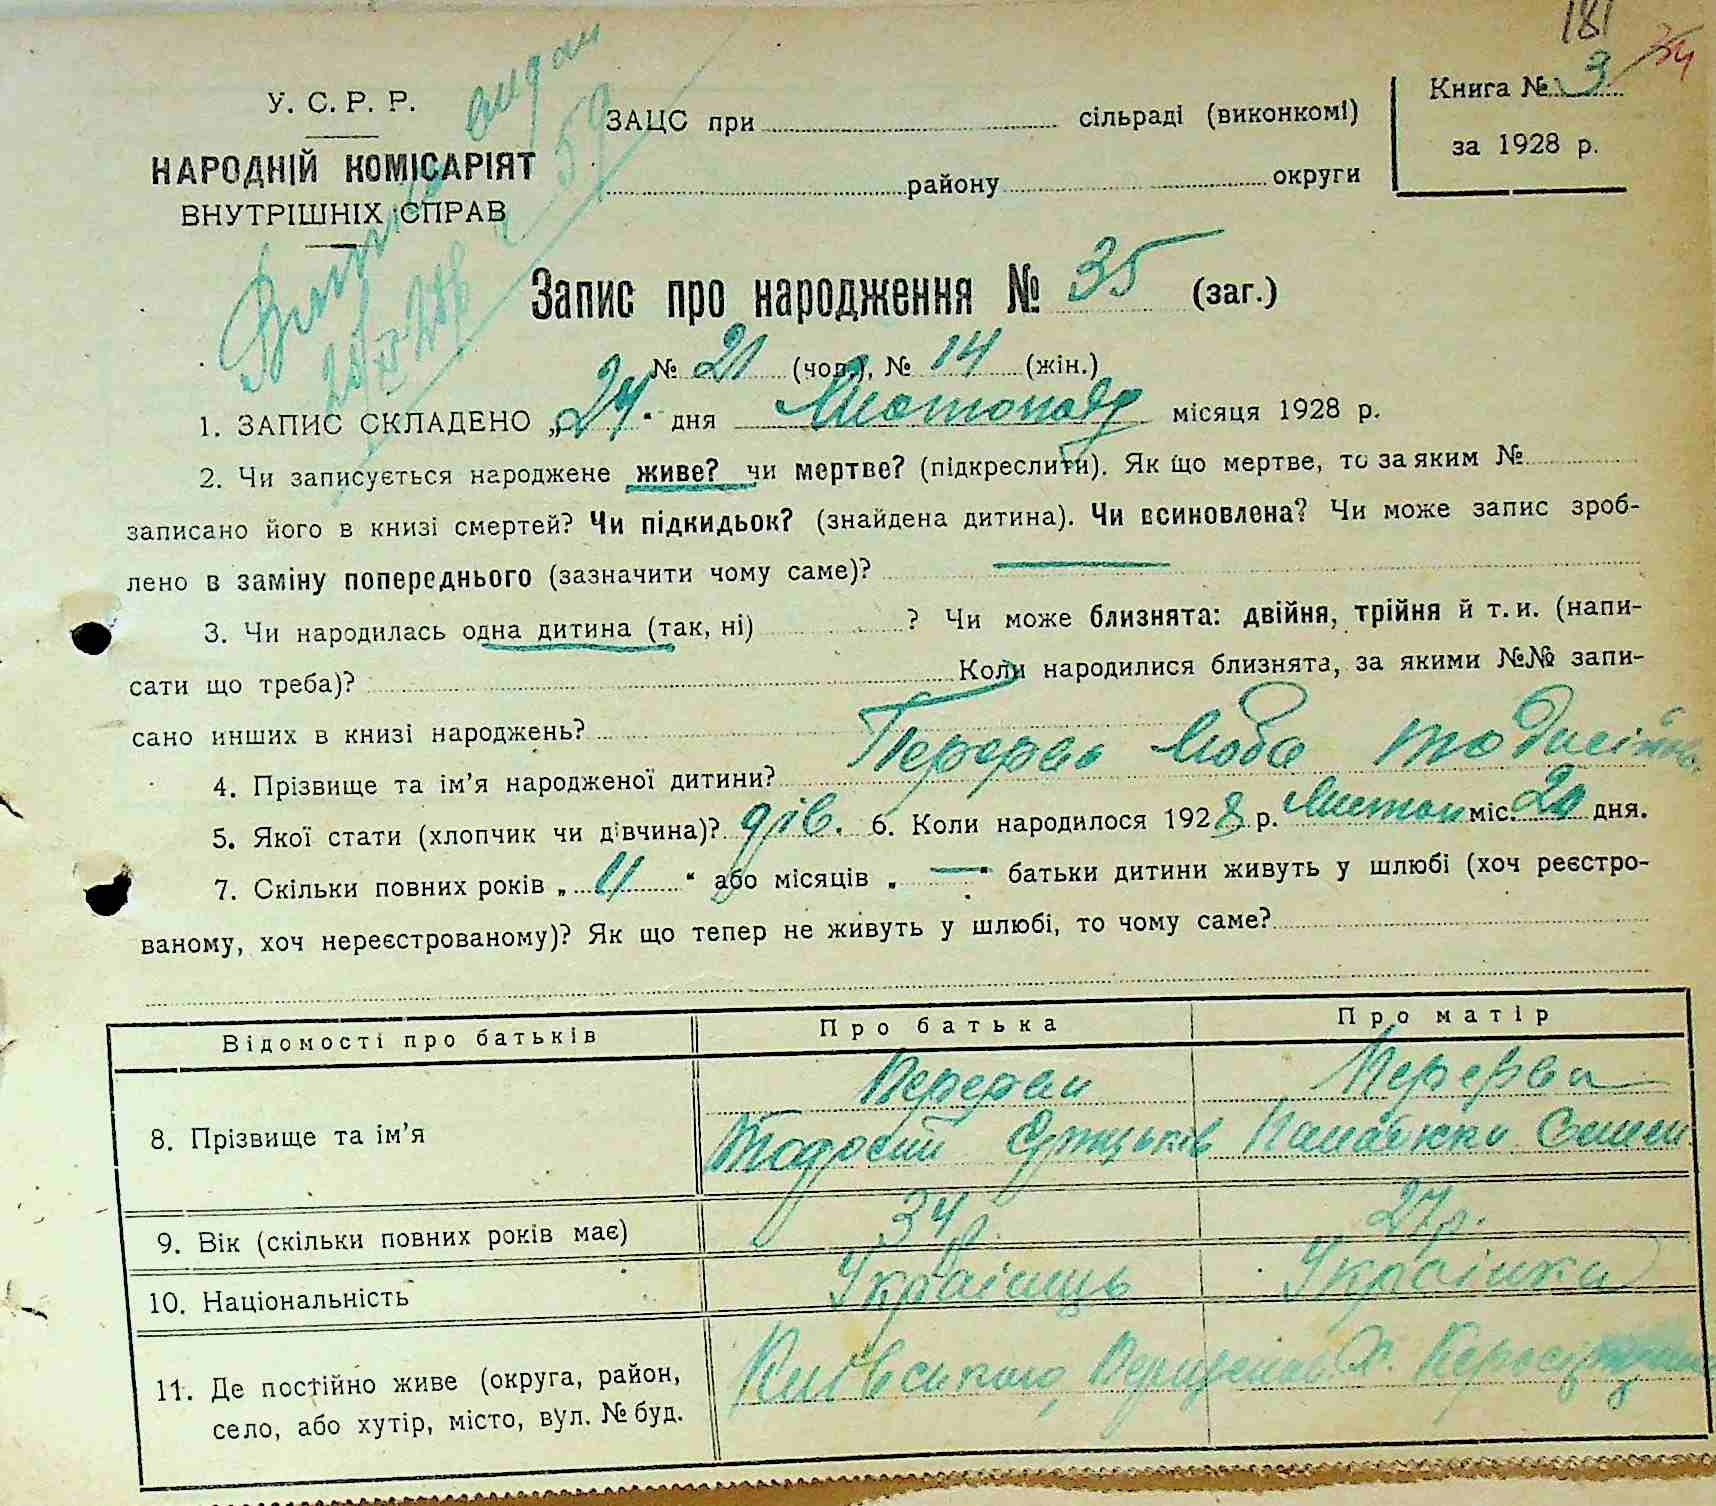 181
34
У. С. Р. Р.
НАРОДНІЙ КОМІСАРІЯТ
ВНУТРІШНІХ СПРАВ
ЗАЦС при сільраді (виконкомі)
району округи
Книга № 3
за 1928 р.
Запис про народження № 35 (заг.)
№ 21 (чол.), № 14 (жін.)
1. ЗАПИС СКЛАДЕНО „24“ дня Листопад місяця 1928 р.
2. Чи записується народжене живе? чи мертве? (підкреслити). Як що мертве, то за яким №
записано його в книзі смертей? Чи підкидьок? (знайдена дитина). Чи всиновлена? Чи може запис зроб-
лено в заміну попереднього (зазначити чому саме)?
3. Чи народилась одна дитина (так, ні) ? Чи може близнята: двійня, трійня й т. и. (напи-
сати що треба)? Коли народилися близнята, за якими №№ запи-
сано инших в книзі народжень?
4. Прізвище та ім’я народженої дитини? Перерва Люба
5. Якої стати (хлопчик чи дівчина)? дів. 6. Коли народилося 1928 р. Листоп міс. 20 дня.
7. Скільки повних років „ 11 “ або місяців „ — “ батьки дитини живуть у шлюбі (хоч реєстро-
ваному, хоч нереєстрованому)? Як що тепер не живуть у шлюбі, то чому саме?
Відомості про батьків Про батька Про матір
8. Прізвище та ім’я Перерва Перерва
Тодосій
9. Вік (скільки повних років має) 34 р. 27 р.
10. Національність Українець Українка
11. Де постійно живе (округа, район,
село, або хутір, місто, вул. № буд.